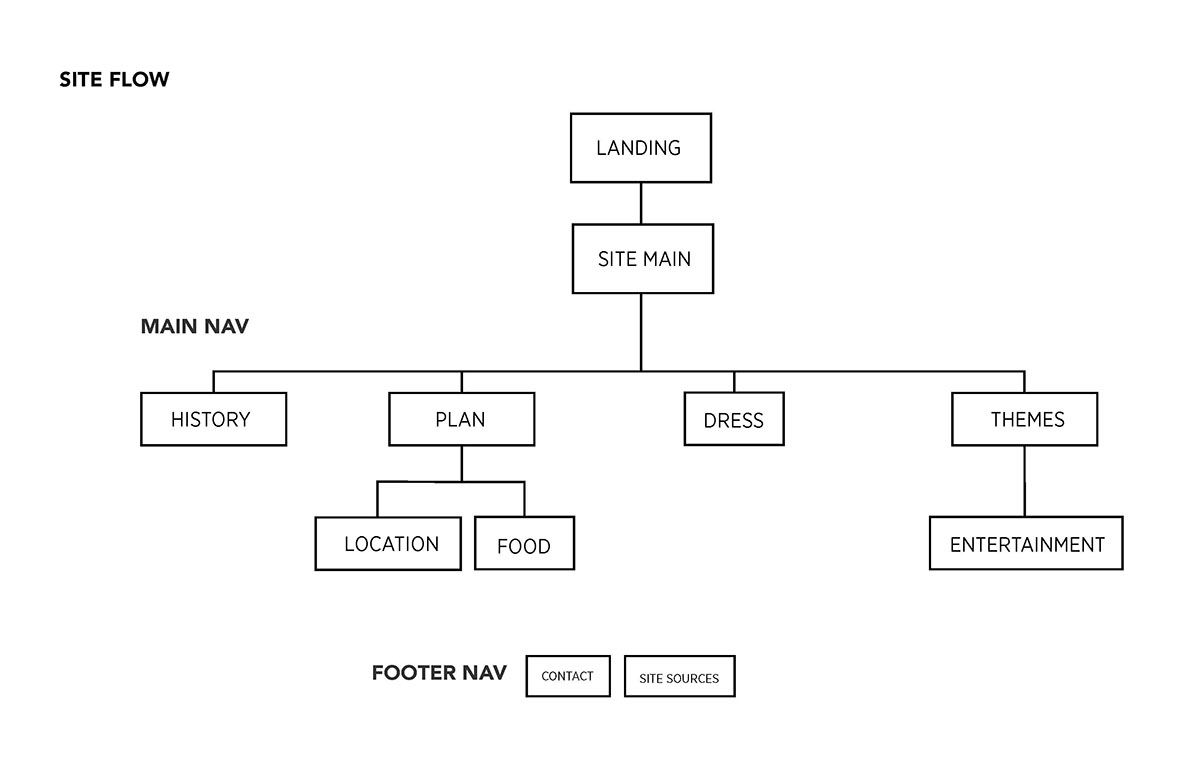 SITE FLOW
LANDING
SITE MAIN
MAIN NAV
HISTORY
PLAN
DRESS
THEMES
LOCATION
FOOD
ENTERTAINMENT
FOOTER NAV
CONTACT
SITE SOURCES